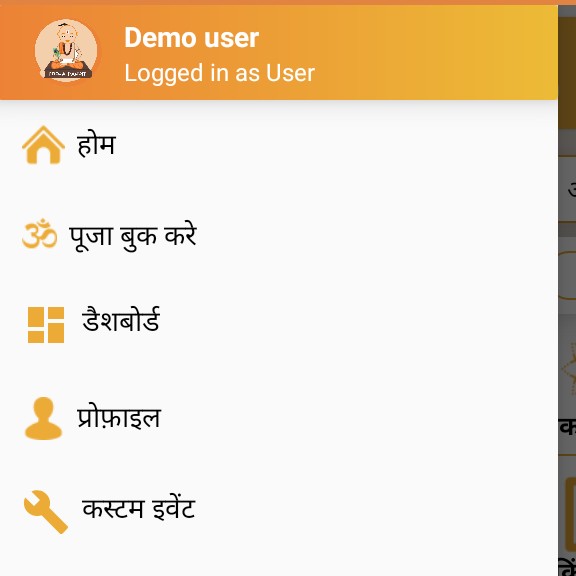 Demo user
Logged in as User
होम
पूजा बुक करे
डैशबोर्ड
प्रोफ़ाइल
कस्टम इवेंट